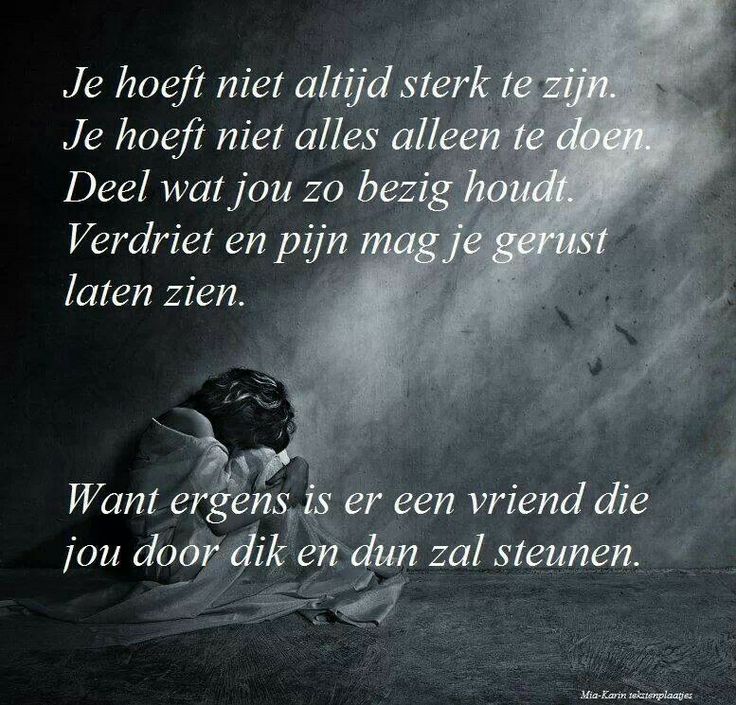 Je hoeft niet altijd sterk te zijn.
Je hoeft niet alles alleen te doen.
Deel wat jou zo bezig houdt.
Verdriet en pijn mag je gerust
laten zien.
Want ergens is er een vriend die
jou door dik en dun zal steunen.
Mia-Karin tekstenplaatjes